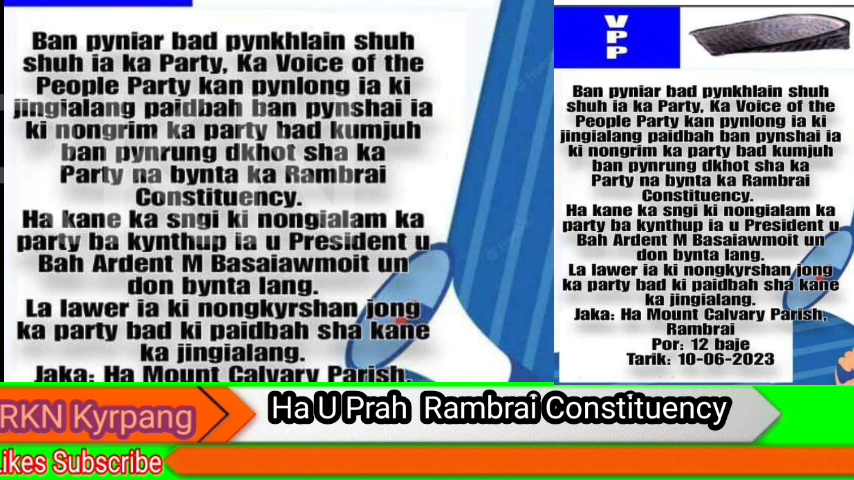 Ban pyniar bad pynkhlain shuh
shuh ia ka Party, Ka Voice of the
People Party kan pynlong ia ki
jingialang paidbah ban pynshai ia
ki nongrim ka party bad kumjuh
ban pynrung dkhot sha ka
Party na bynta ka Rambrai
Constituency.
Ha kane ka sngi ki nongialam ka
party ba kynthup ia u President u
Bah Ardent M Basaiawmoit un
don bynta lang.
La lawer ia ki nongkyrshan jong
ka party bad ki paidbah sha kane
ka jingialang.
Jaka: Ha Mount Calvary Parish,
V
P
P
Ban pyniar bad pynkhlain shuh
shuh ia ka Party, Ka Voice of the
People Party kan pynlong ia ki
jingialang paidbah ban pynshai ia
ki nongrim ka party bad kumjuh
ban pynrung dkhot sha ka
Party na bynta ka Rambrai
Constituency.
Ha kane ka sngi ki nongialam ka
party ba kynthup ia u President u
Bah Ardent M Basaiawmoit un
don bynta lang.
La lawer ia ki nongkyrshan jong
ka party bad ki paidbah sha kane
ka jingialang.
Jaka: Ha Mount Calvary Parish,
Rambrai
Por: 12 baje
Tarik: 10-06-2023
RKN Kyrpang
Ha U Prah Rambrai Constituency
Likes Subscribe